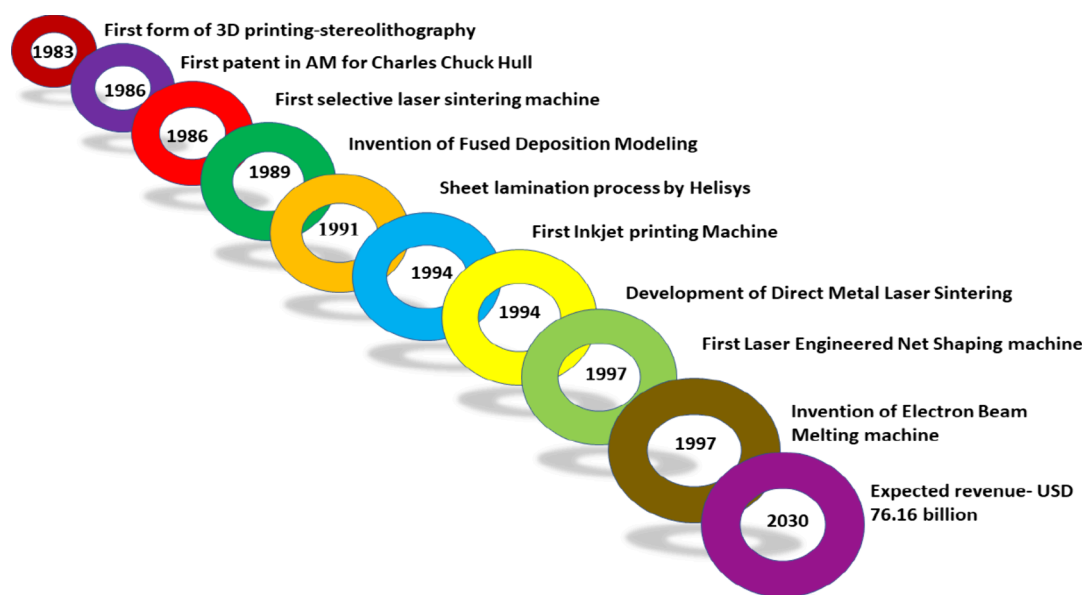 1983
First form of 3D printing-stereolithography
1986
First patent in AM for Charles Chuck Hull
1986
First selective laser sintering machine
1989
Invention of Fused Deposition Modeling
1991
Sheet lamination process by Helisys
1994
First Inkjet printing Machine
1994
Development of Direct Metal Laser Sintering
1997
First Laser Engineered Net Shaping machine
1997
Invention of Electron Beam
Melting machine
2030
Expected revenue- USD
76.16 billion